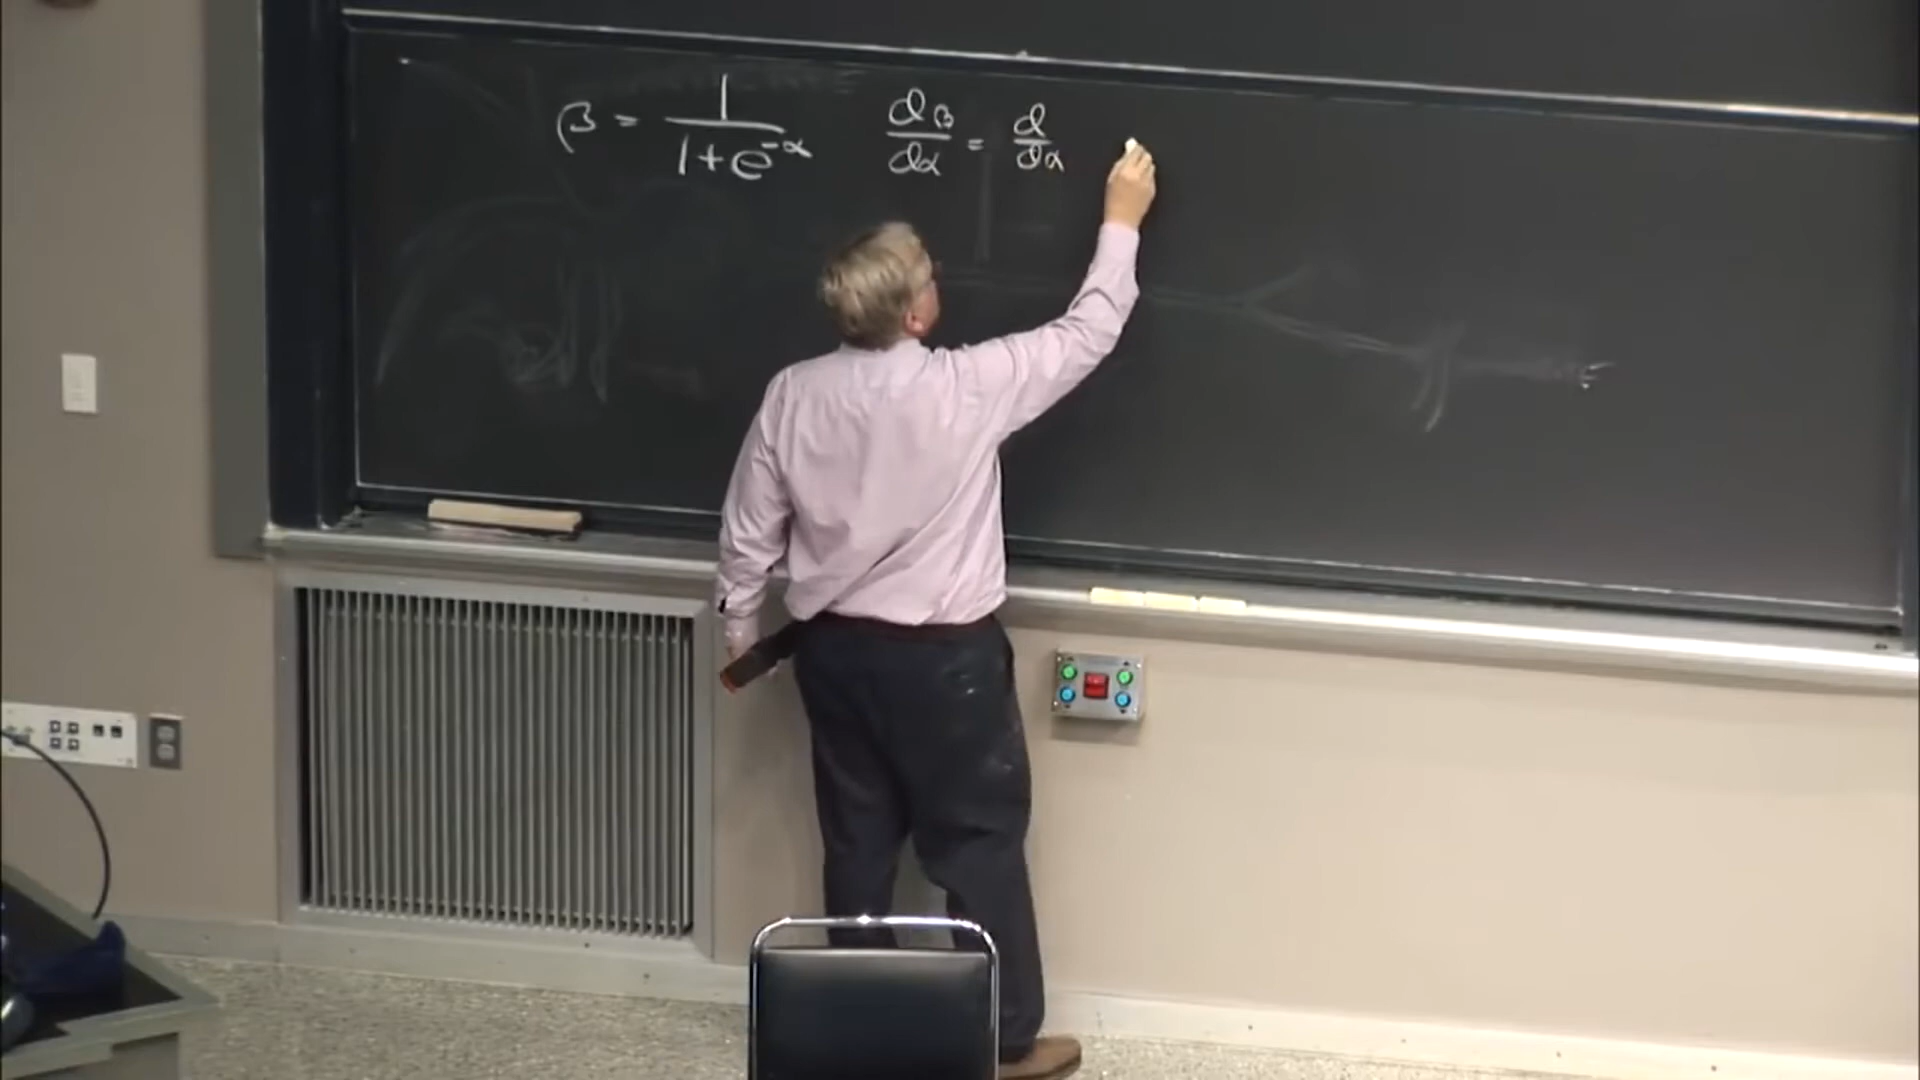 β = 1/(1+e^-α) dβ/dα = d/dα